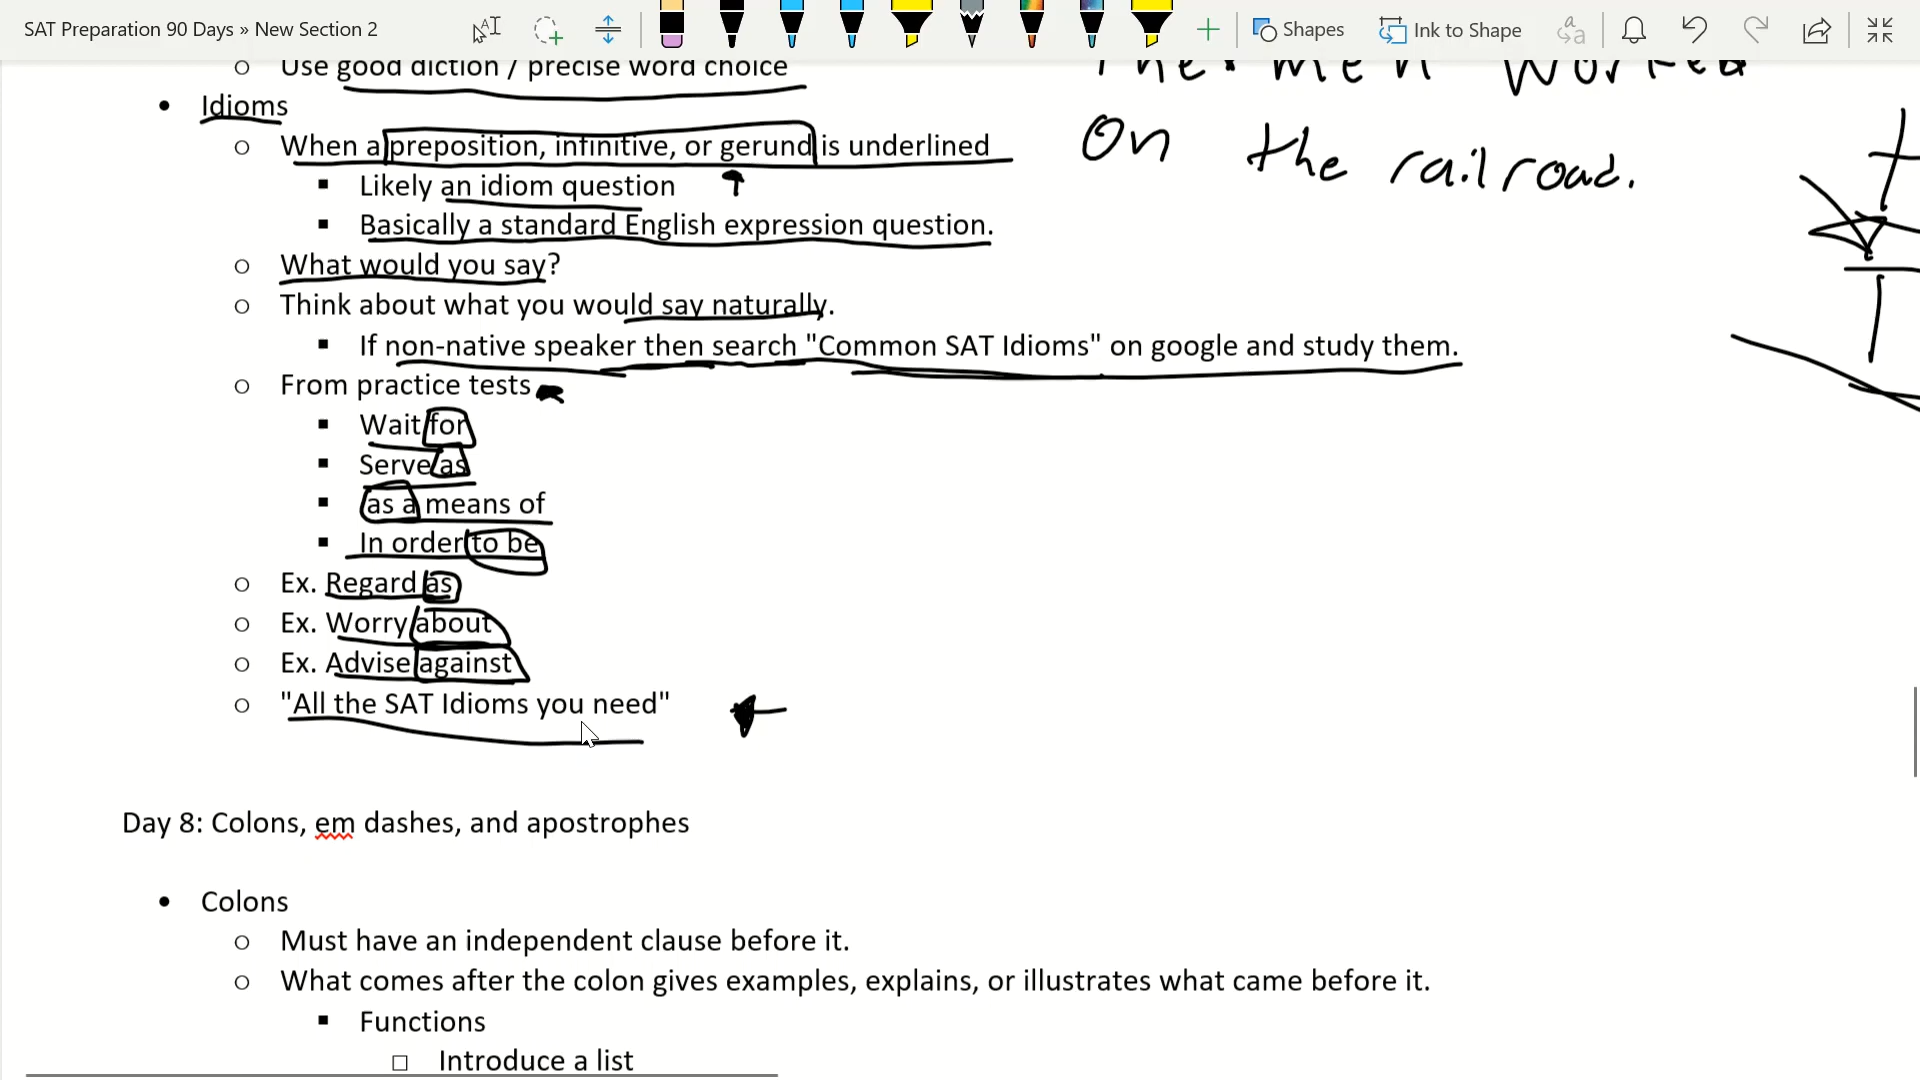 SAT Preparation 90 Days » New Section 2
Shapes
Ink to Shape
Use good diction / precise word choice
The men worked
on the railroad.
• Idioms
○ When a preposition, infinitive, or gerund is underlined
▪ Likely an idiom question
▪ Basically a standard English expression question.
○ What would you say?
○ Think about what you would say naturally.
▪ If non-native speaker then search "Common SAT Idioms" on google and study them.
○ From practice tests
▪ Wait for
▪ Serve as
▪ as a means of
▪ In order to be
○ Ex. Regard as
○ Ex. Worry about
○ Ex. Advise against
○ "All the SAT Idioms you need"
Day 8: Colons, em dashes, and apostrophes
• Colons
○ Must have an independent clause before it.
○ What comes after the colon gives examples, explains, or illustrates what came before it.
▪ Functions
□ Introduce a list